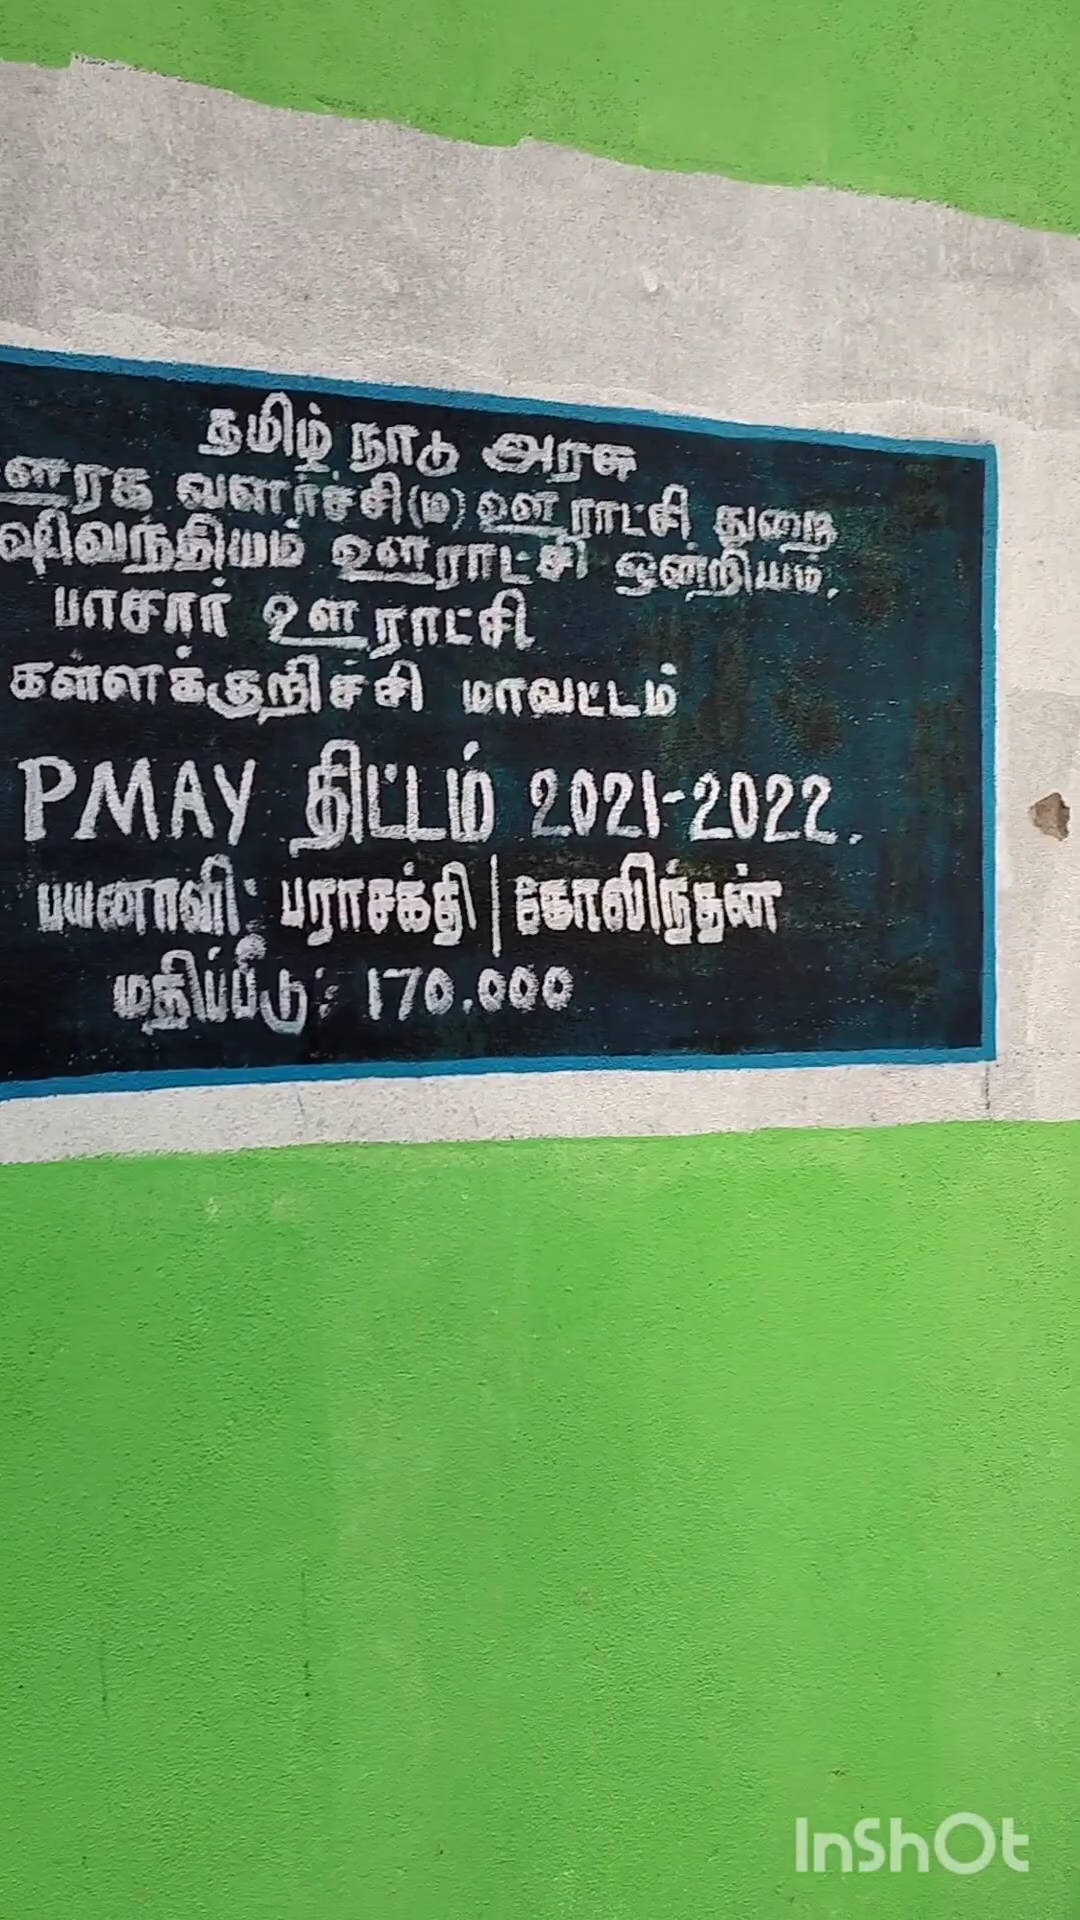 தமிழ் நாடு அரசு
ஊரக வளர்ச்சி(ம) ஊராட்சி துறை
ஷிவந்தியம் ஊராட்சி ஒன்றியம்.
பாசார் ஊராட்சி
கள்ளக்குறிச்சி மாவட்டம்
PMAY திட்டம் 2021-2022.
பயனாளி: பராசக்தி | கோவிந்தன்
மதிப்பீடு: 170.000
InShOt